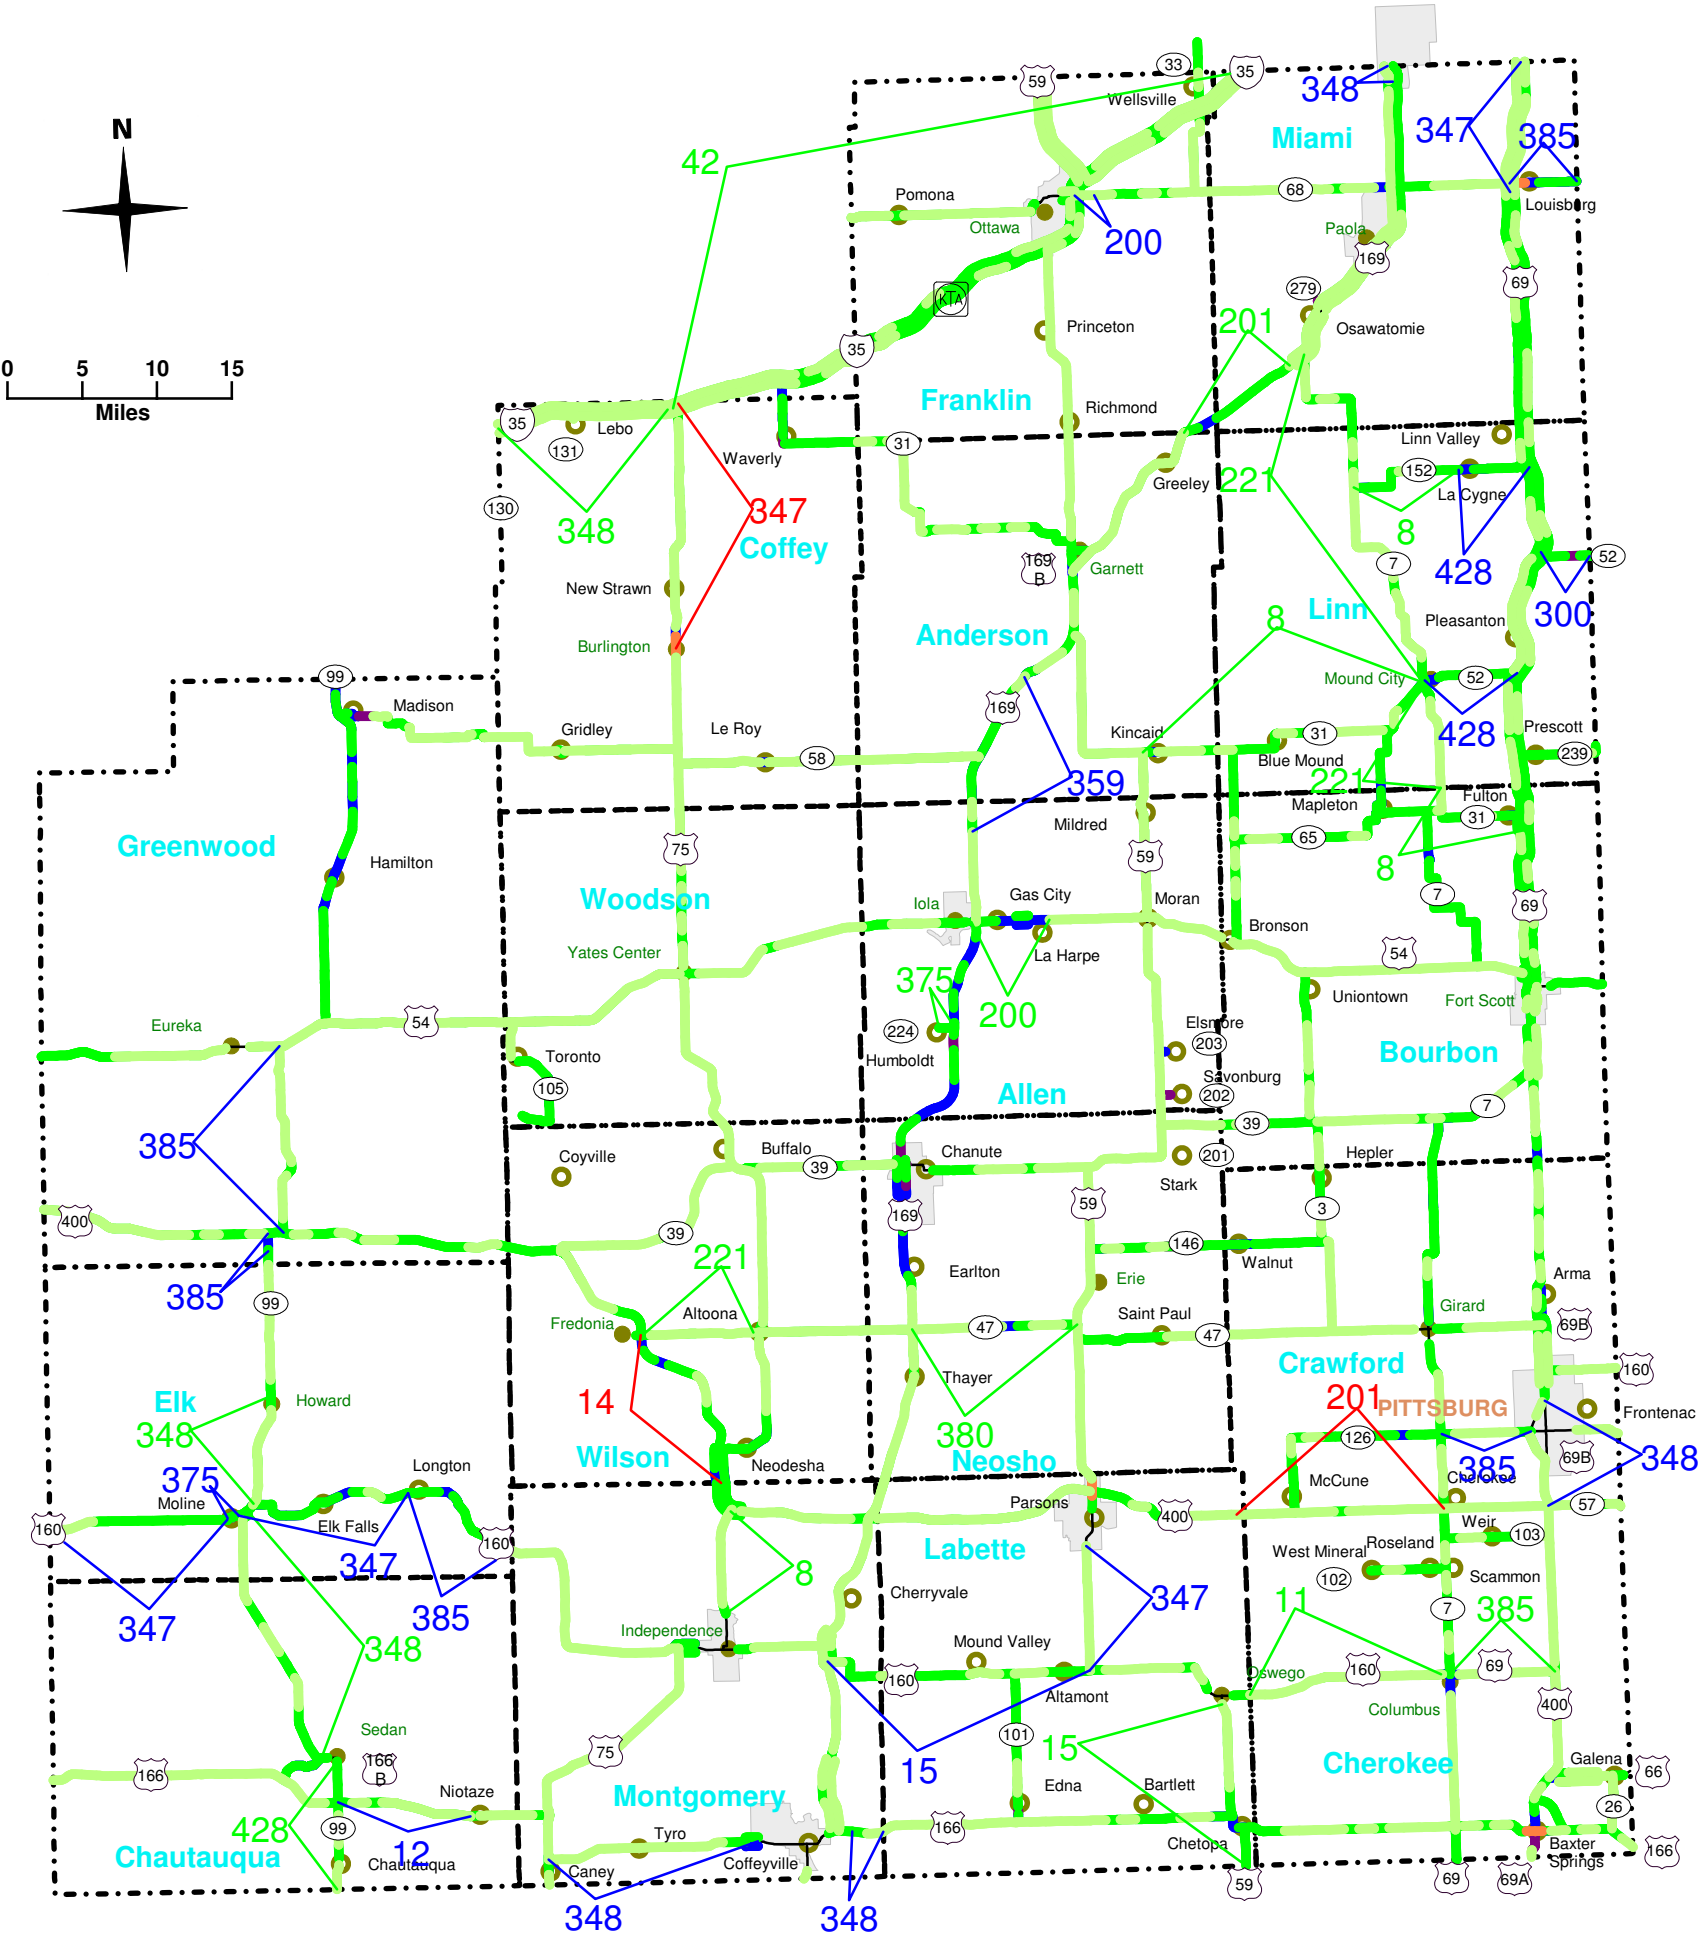 33
59
35
Wellsville
348
Miami
347
385
N
42
Pomona
68
Louisburg
Ottawa
200
Paola
169
69
279
KTA
201
Osawatomie
Princeton
35
0 5 10 15
Miles
Franklin
Richmond
35
Lebo
131
Waverly
31
Linn Valley
152
La Cygne
Greeley
221
130
347
348
Coffey
8
428
52
169
B
Garnett
7
300
New Strawn
Linn
8
Pleasanton
Anderson
Burlington
99
Mound City
52
Madison
169
Gridley
Le Roy
58
Kincaid
31
428
Prescott
239
Blue Mound
359
221
Mapleton
Fulton
31
Mildred
65
Greenwood
75
59
Hamilton
8
7
Woodson
Iola
Gas City
Moran
69
Yates Center
Bronson
54
La Harpe
375
200
Uniontown
Fort Scott
Eureka
54
224
Elsmore
203
Humboldt
Toronto
Bourbon
105
Savonburg
202
Allen
7
39
385
Buffalo
39
Chanute
Coyville
201
Hepler
Stark
400
169
59
3
39
146
221
Walnut
Earlton
Erie
Arma
385
99
Fredonia
Altoona
47
Saint Paul
47
Girard
69B
Crawford
160
Thayer
14
Elk
Howard
201
PITTSBURG
Frontenac
348
380
126
Wilson
Neosho
385
69B
348
Longton
Neodesha
375
McCune
Cherokee
Moline
Parsons
57
160
Elk Falls
400
Weir
103
160
347
Labette
West Mineral
Roseland
8
102
Scammon
Cherryvale
11
385
347
385
347
7
Independence
348
Mound Valley
160
69
Oswego
160
Altamont
Columbus
400
Sedan
101
75
15
166
166
B
15
Cherokee
Galena
66
Montgomery
Edna
Bartlett
Niotaze
26
428
99
166
Tyro
Chetopa
Baxter
Springs
166
12
Chautauqua
Chautauqua
Caney
Coffeyville
59
69
69A
348
348